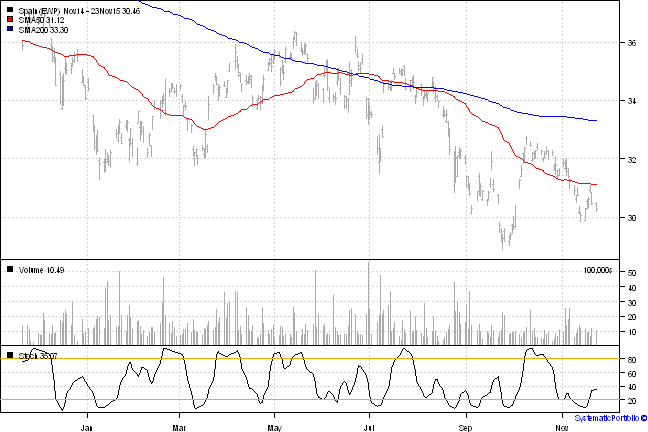 Spain (EWP) Nov14 - 23Nov15 30.46
SMA50 31.12
SMA200 33.30
36
34
32
30
Volume 10.49
100,000s
50
40
30
20
10
Stoch 35.97
80
60
40
20
Jan Mar May Jul Sep Nov
SystematicPortfolio ©